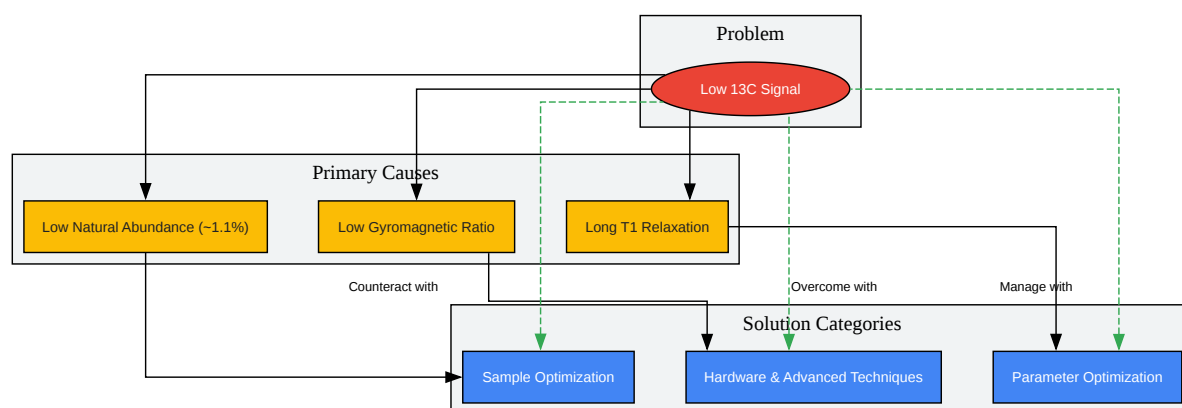 Problem
Low 13C Signal
Primary Causes
Low Natural Abundance (~1.1%)
Low Gyromagnetic Ratio
Long T1 Relaxation
Counteract with
Overcome with
Manage with
Solution Categories
Sample Optimization
Hardware & Advanced Techniques
Parameter Optimization